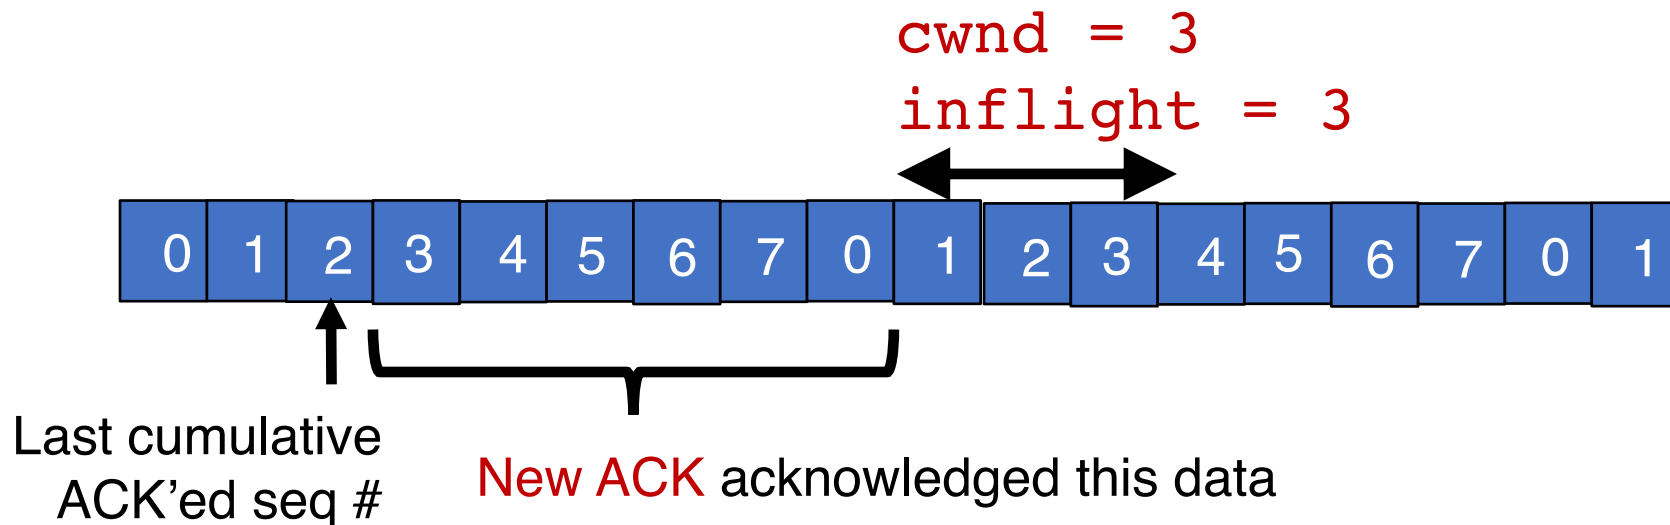 cwnd = 3
inflight = 3
0 1 2 3 4 5 6 7 0 1 2 3 4 5 6 7 0 1
Last cumulative
ACK’ed seq #
New ACK acknowledged this data